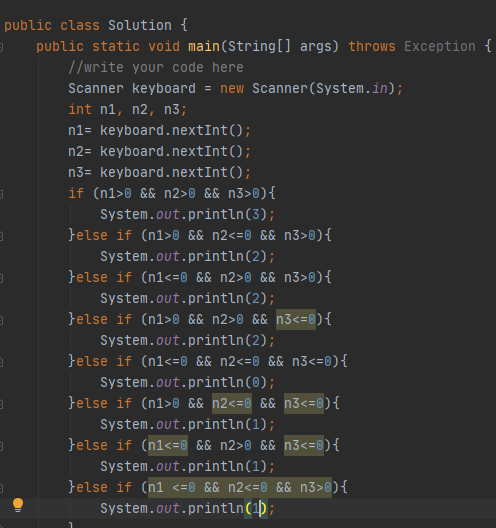 public class Solution {
public static void main(String[] args) throws Exception {
//write your code here
Scanner keyboard = new Scanner(System.in);
int n1, n2, n3;
n1= keyboard.nextInt();
n2= keyboard.nextInt();
n3= keyboard.nextInt();
if (n1>0 && n2>0 && n3>0){
System.out.println(3);
}else if (n1>0 && n2<=0 && n3>0){
System.out.println(2);
}else if (n1<=0 && n2>0 && n3>0){
System.out.println(2);
}else if (n1>0 && n2>0 && n3<=0){
System.out.println(2);
}else if (n1<=0 && n2<=0 && n3<=0){
System.out.println(0);
}else if (n1>0 && n2<=0 && n3<=0){
System.out.println(1);
}else if (n1<=0 && n2>0 && n3<=0){
System.out.println(1);
}else if (n1 <=0 && n2<=0 && n3>0){
System.out.println(1);
}